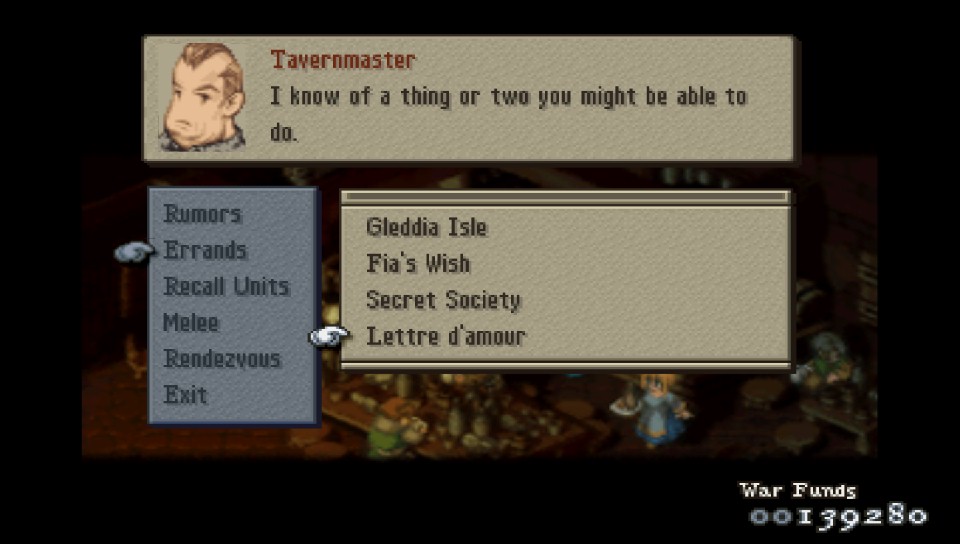 Tavernmaster
I know of a thing or two you might be able to
do.
Rumors
Errands
Recall Units
Melee
Rendezvous
Exit
Gleddia Isle
Fia's Wish
Secret Society
Lettre d'amour
War Funds
00139280